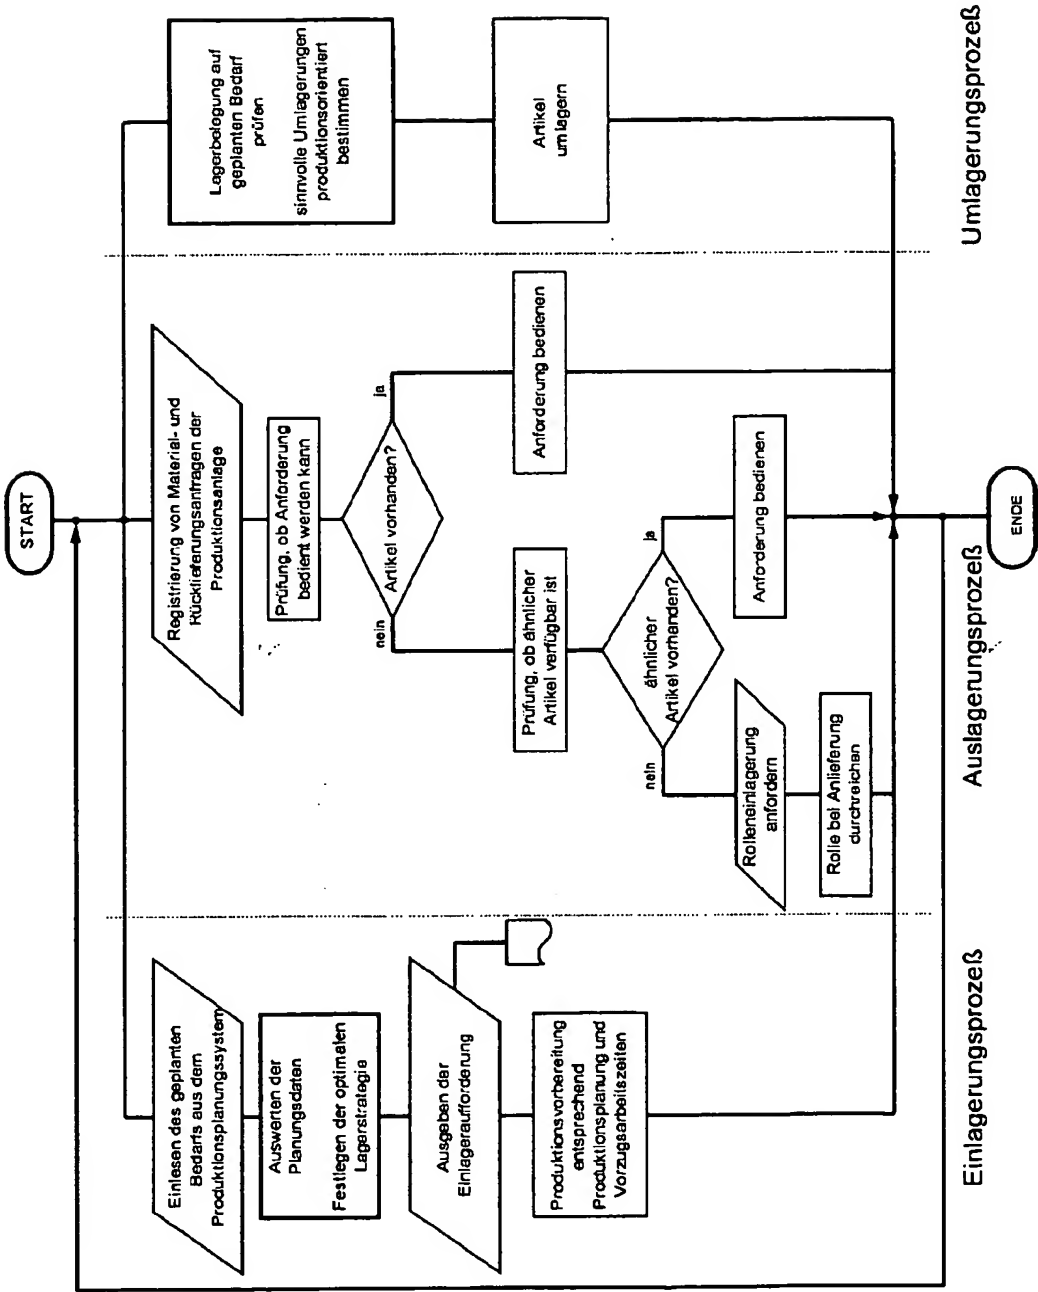 START
Einlesen des geplanten
Bedarfs aus dem
Produktionsplanungssystem
Auswerten der
Planungsdaten
Festlegen der optimalen
Lagerstrategie
Ausgeben der
Einlageraufforderung
Produktionsvorbereitung
entsprechend
Produktionsplanung und
Vorzugsarbeitszeiten
Einlagerungsprozeß
Registrierung von Material- und
Rücklieferungsanträgen der
Produktionsanlage
Prüfung, ob Anforderung
bedient werden kann
Artikel vorhanden?
nein
ja
Prüfung, ob ähnlicher
Artikel verfügbar ist
Anforderung bedienen
ähnlicher
Artikel vorhanden?
nein
ja
Rolleneinlagerung
anfordern
Rolle bei Anlieferung
durchreichen
Anforderung bedienen
Auslagerungsprozeß
Lagerbelegung auf
geplanten Bedarf
prüfen
sinnvolle Umlagerungen
produktionsorientiert
bestimmen
Artikel
umlagern
Umlagerungsprozeß
ENDE